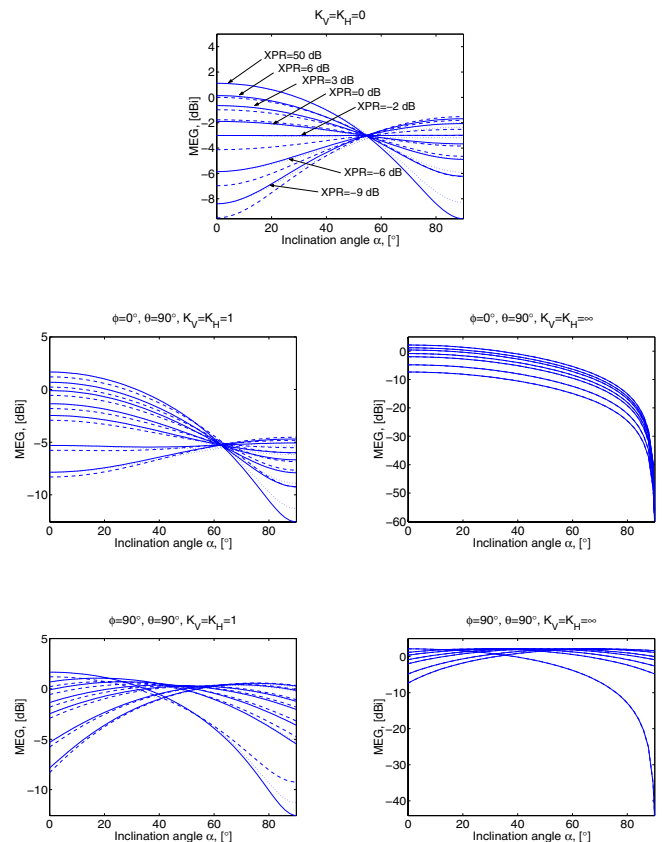 K_V=K_H=0
4
2
0
−2
−4
−6
−8
MEG, [dBi]
XPR=50 dB
XPR=6 dB
XPR=3 dB
XPR=0 dB
XPR=−2 dB
XPR=−6 dB
XPR=−9 dB
0 20 40 60 80
Inclination angle α, [°]
ϕ=0°, θ=90°, K_V=K_H=1
5
0
−5
−10
MEG, [dBi]
0 20 40 60 80
Inclination angle α, [°]
ϕ=0°, θ=90°, K_V=K_H=∞
0
−10
−20
−30
−40
−50
−60
MEG, [dBi]
0 20 40 60 80
Inclination angle α, [°]
ϕ=90°, θ=90°, K_V=K_H=1
5
0
−5
−10
MEG, [dBi]
0 20 40 60 80
Inclination angle α, [°]
ϕ=90°, θ=90°, K_V=K_H=∞
0
−10
−20
−30
−40
MEG, [dBi]
0 20 40 60 80
Inclination angle α, [°]